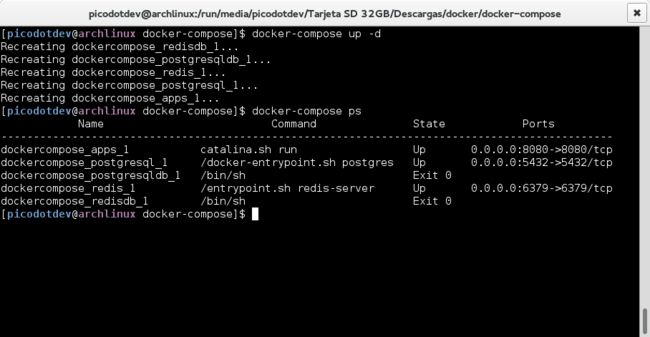 picodotdev@archlinux:/run/media/picodotdev/Tarjeta SD 32GB/Descargas/docker/docker-compose
[picodotdev@archlinux docker-compose]$ docker-compose up -d
Recreating dockercompose_redisdb_1...
Recreating dockercompose_postgresqldb_1...
Recreating dockercompose_redis_1...
Recreating dockercompose_postgresql_1...
Recreating dockercompose_apps_1...
[picodotdev@archlinux docker-compose]$ docker-compose ps
Name Command State Ports
-------------------------------------------------------------------------------------------------
dockercompose_apps_1 catalina.sh run Up 0.0.0.0:8080->8080/tcp
dockercompose_postgresql_1 /docker-entrypoint.sh postgres Up 0.0.0.0:5432->5432/tcp
dockercompose_postgresqldb_1 /bin/sh Exit 0
dockercompose_redis_1 /entrypoint.sh redis-server Up 0.0.0.0:6379->6379/tcp
dockercompose_redisdb_1 /bin/sh Exit 0
[picodotdev@archlinux docker-compose]$